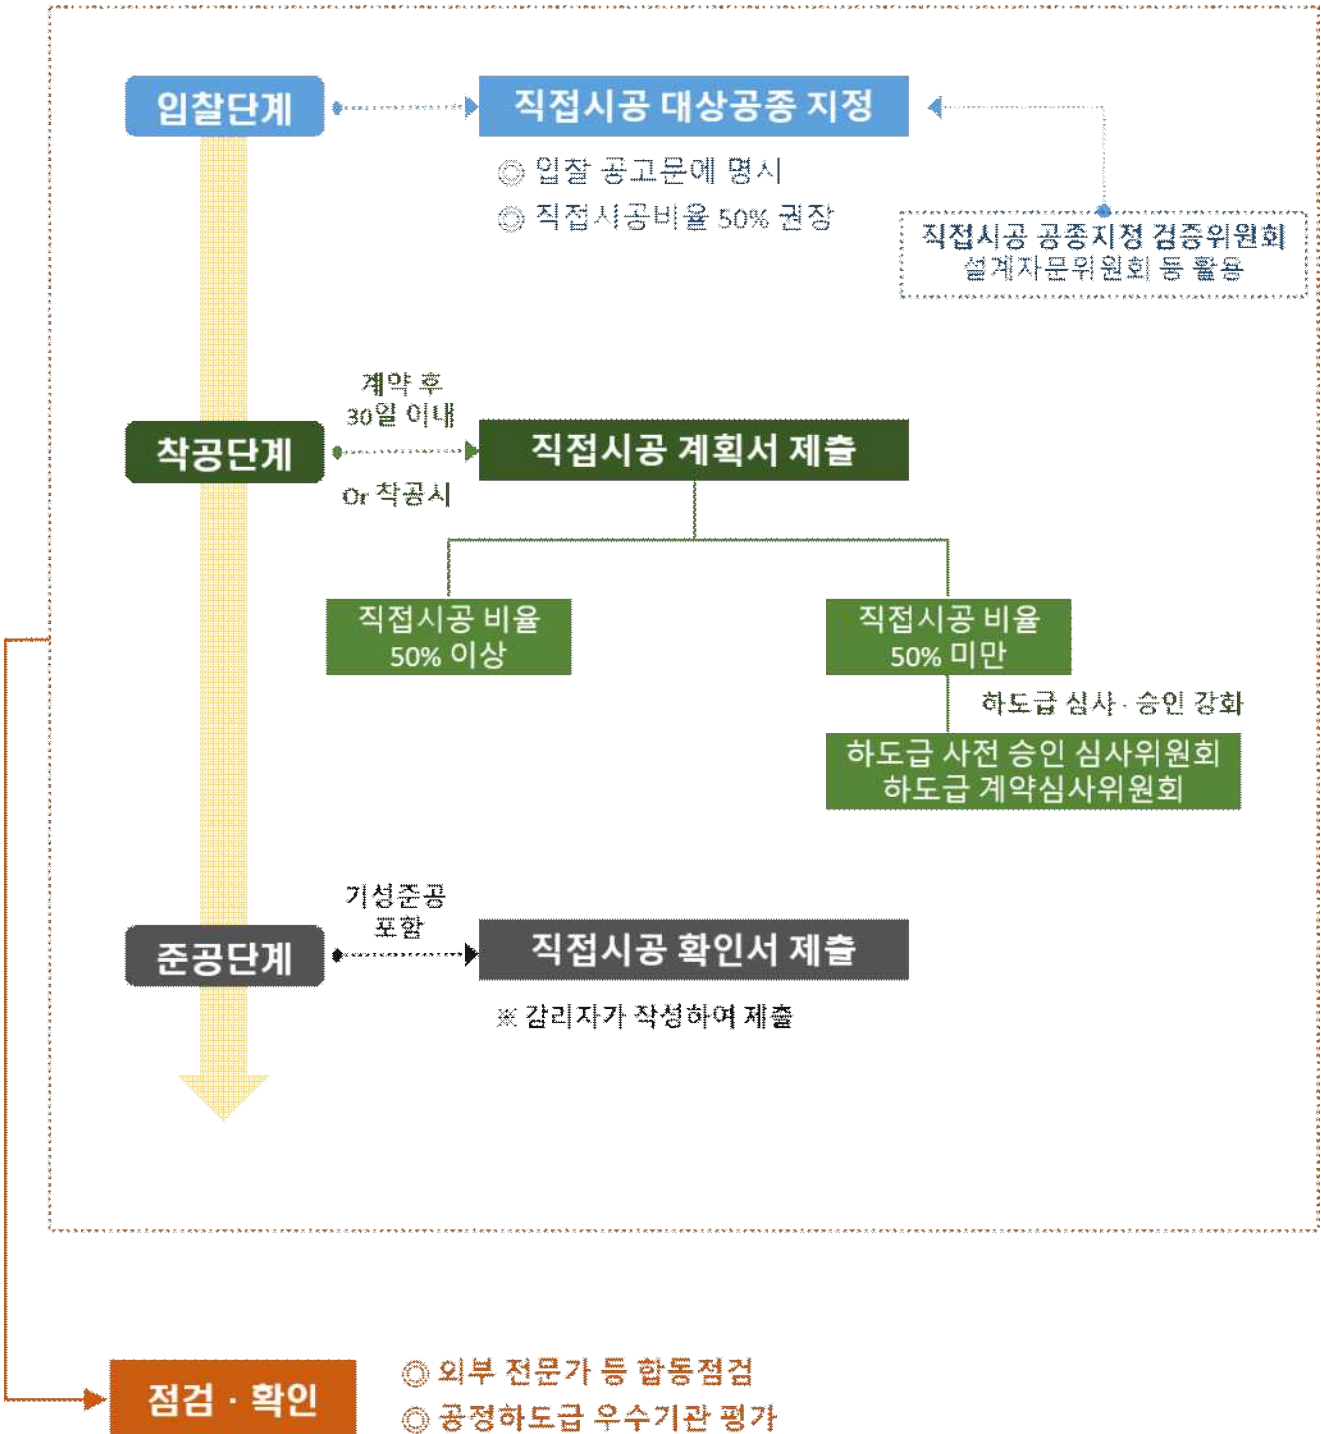 입찰단계
직접시공 대상공종 지정
◎ 입찰 공고문에 명시
◎ 직접시공비율 50% 권장
직접시공 공종지정 검증위원회
설계자문위원회 등 활용
계약 후
30일 이내
착공단계
직접시공 계획서 제출
Or 착공시
직접시공 비율
50% 이상
직접시공 비율
50% 미만
하도급 심사 · 승인 강화
하도급 사전 승인 심사위원회
하도급 계약심사위원회
기성준공
포함
준공단계
직접시공 확인서 제출
※ 감리자가 작성하여 제출
점검 · 확인
◎ 외부 전문가 등 합동점검
◎ 공정하도급 우수기관 평가